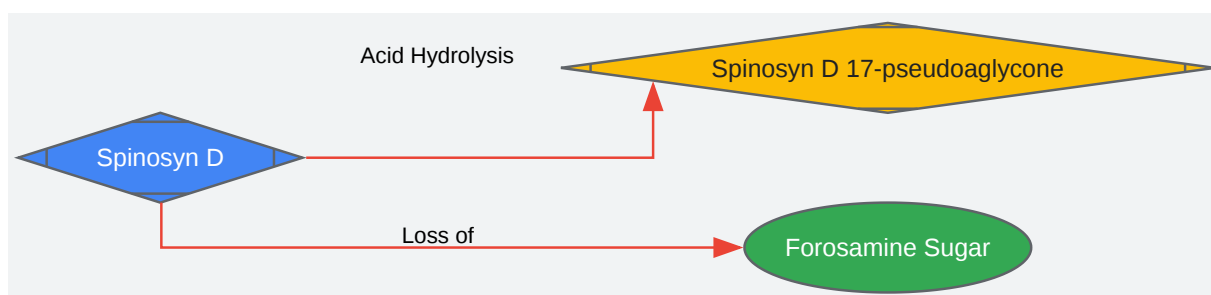 Acid Hydrolysis
Spinosyn D 17-pseudoaglycone
Spinosyn D
Loss of
Forosamine Sugar